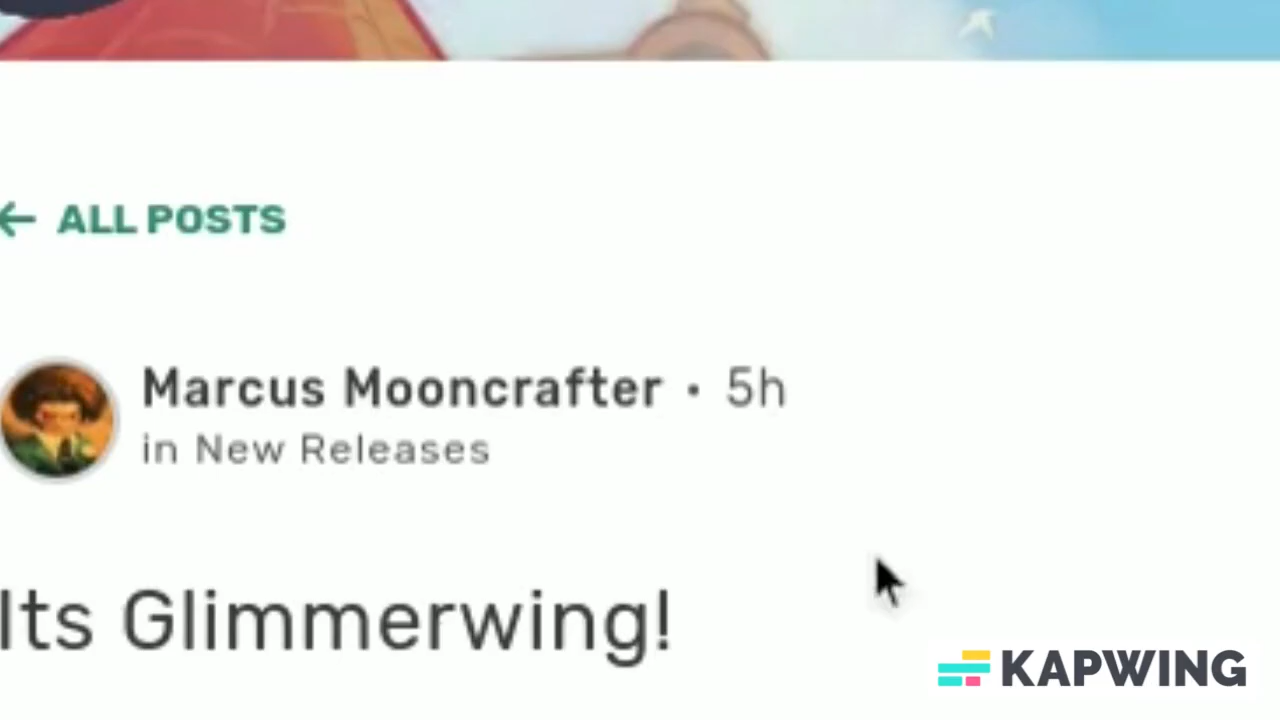 ← ALL POSTS
Marcus Mooncrafter • 5h
in New Releases
Its Glimmerwing!
KAPWING